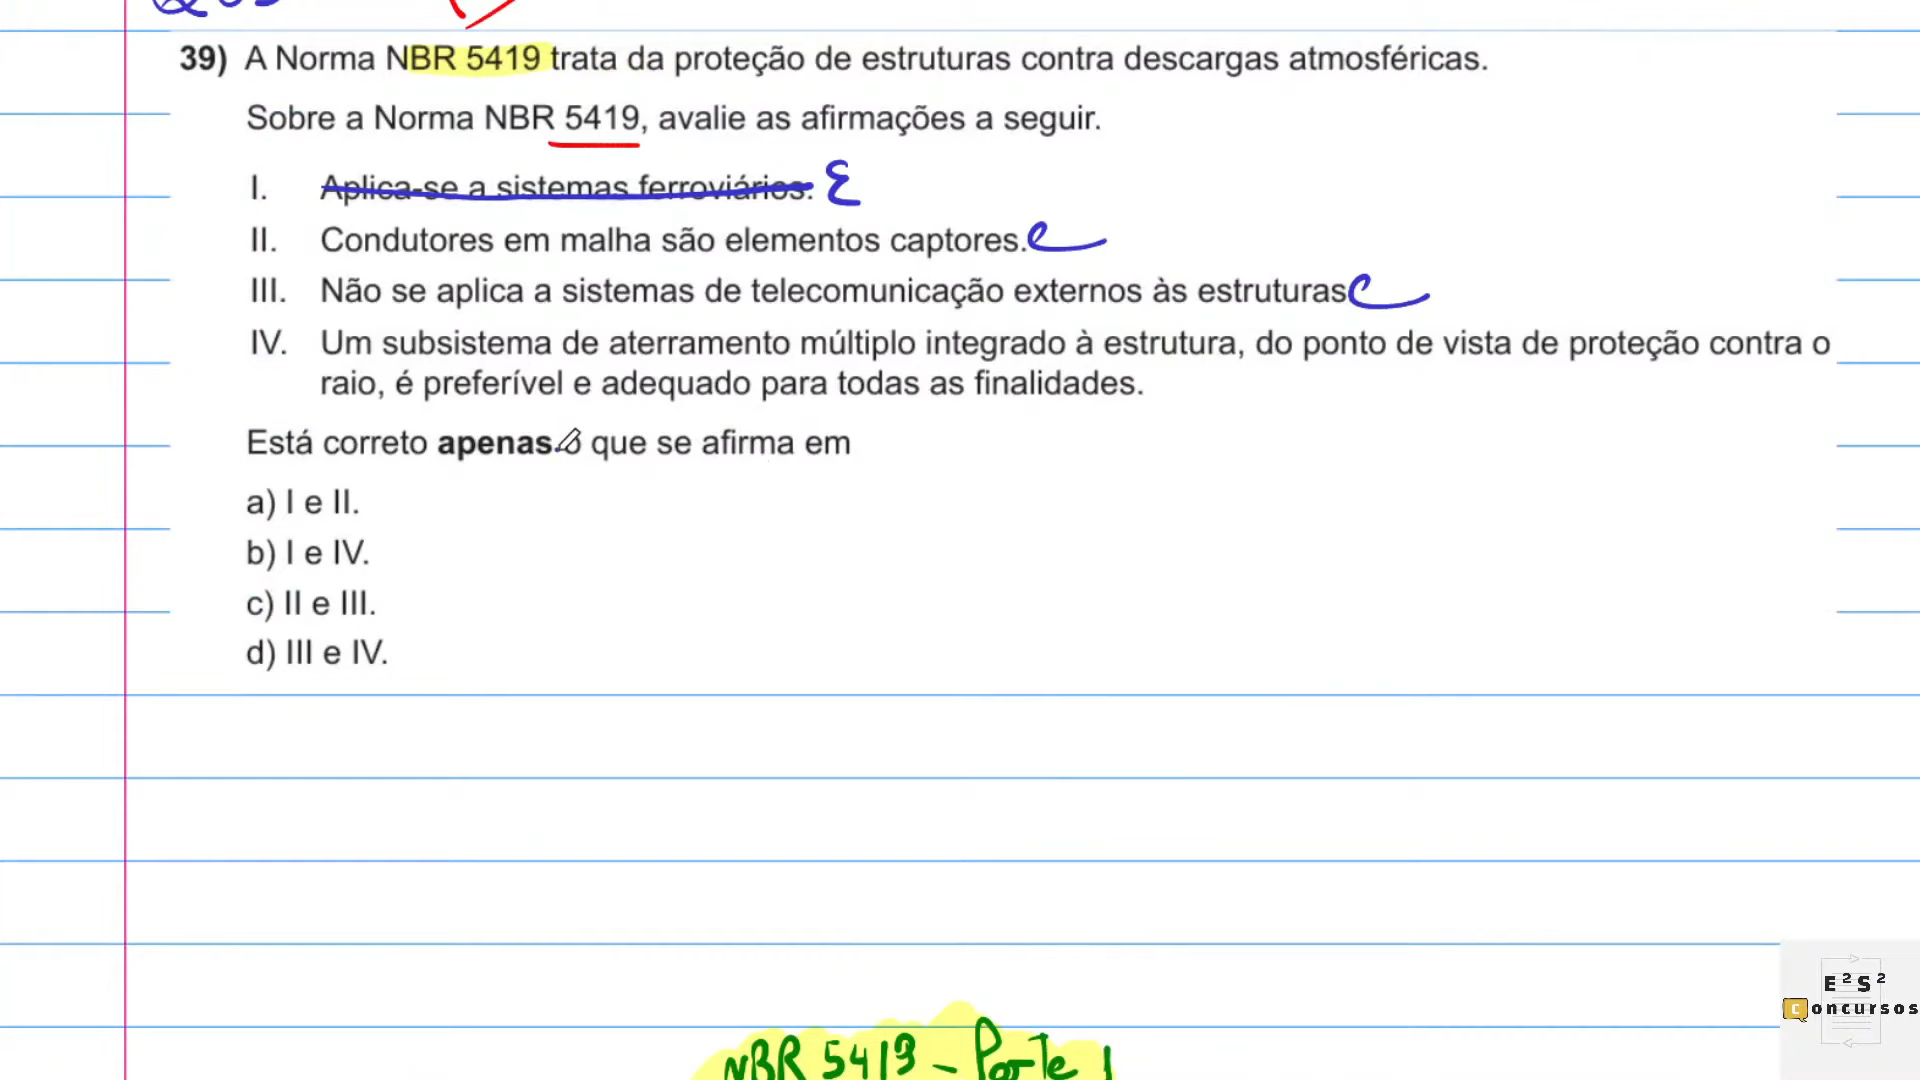 39) A Norma NBR 5419 trata da proteção de estruturas contra descargas atmosféricas.
Sobre a Norma NBR 5419, avalie as afirmações a seguir.
I. Aplica-se a sistemas ferroviários. E
II. Condutores em malha são elementos captores. C
III. Não se aplica a sistemas de telecomunicação externos às estruturas C
IV. Um subsistema de aterramento múltiplo integrado à estrutura, do ponto de vista de proteção contra o
raio, é preferível e adequado para todas as finalidades.
Está correto apenas o que se afirma em
a) I e II.
b) I e IV.
c) II e III.
d) III e IV.
E²S²
Concursos
NBR 5419 - Parte 1